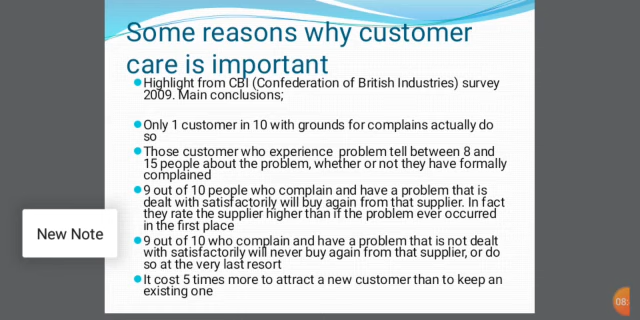 Some reasons why customer
care is important
Highlight from CBI (Confederation of British Industries) survey
2009. Main conclusions;
Only 1 customer in 10 with grounds for complains actually do
so
Those customer who experience problem tell between 8 and
15 people about the problem, whether or not they have formally
complained
9 out of 10 people who complain and have a problem that is
dealt with satisfactorily will buy again from that supplier. In fact
they rate the supplier higher than if the problem ever occurred
in the first place
New Note
9 out of 10 who complain and have a problem that is not dealt
with satisfactorily will never buy again from that supplier, or do
so at the very last resort
It cost 5 times more to attract a new customer than to keep an
existing one
08: